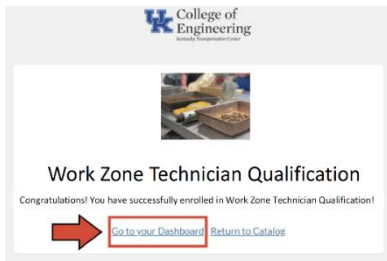 UK College of
Engineering
Kentucky Transportation Center
Work Zone Technician Qualification
Congratulations! You have successfully enrolled in Work Zone Technician Qualification!
Go to your Dashboard Return to Catalog